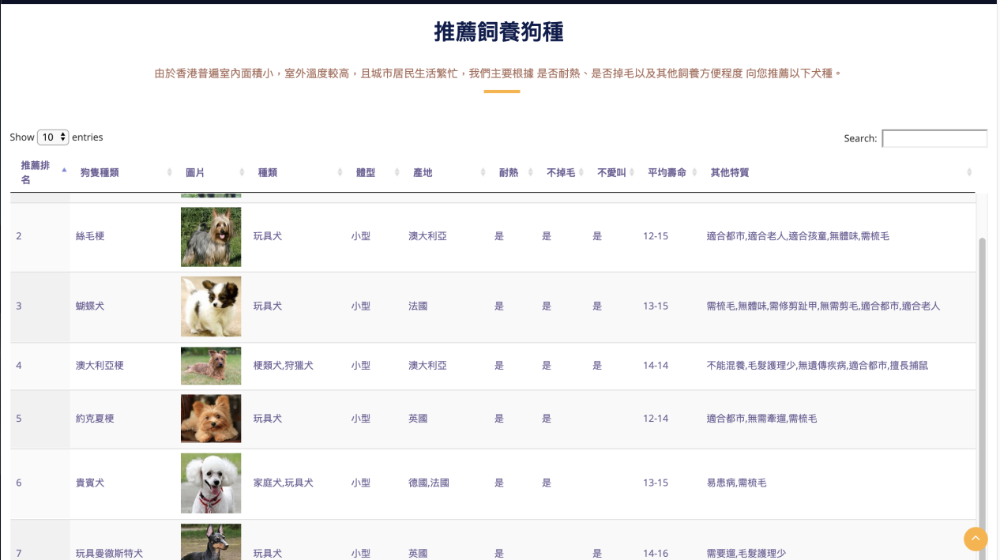 推薦飼養狗種
由於香港普遍室內面積小，室外溫度較高，且城市居民生活繁忙，我們主要根據 是否耐熱、是否掉毛以及其他飼養方便程度 向您推薦以下犬種。
Show 10 entries Search:
推薦排名 狗隻種類 圖片 種類 體型 產地 耐熱 不掉毛 不愛叫 平均壽命 其他特質
2 絲毛梗 玩具犬 小型 澳大利亞 是 是 是 12-15 適合都市,適合老人,適合孩童,無體味,需梳毛
3 蝴蝶犬 玩具犬 小型 法國 是 是 是 13-15 需梳毛,無體味,需修剪趾甲,無需剪毛,適合都市,適合老人
4 澳大利亞梗 梗類犬,狩獵犬 小型 澳大利亞 是 是 是 14-14 不能混養,毛髮護理少,無遺傳疾病,適合都市,擅長捕鼠
5 約克夏梗 玩具犬 小型 英國 是 是 12-14 適合都市,無需牽遛,需梳毛
6 貴賓犬 家庭犬,玩具犬 小型 德國,法國 是 是 13-15 易患病,需梳毛
7 玩具曼徹斯特犬 玩具犬 小型 英國 是 是 14-16 需要遛,毛髮護理少